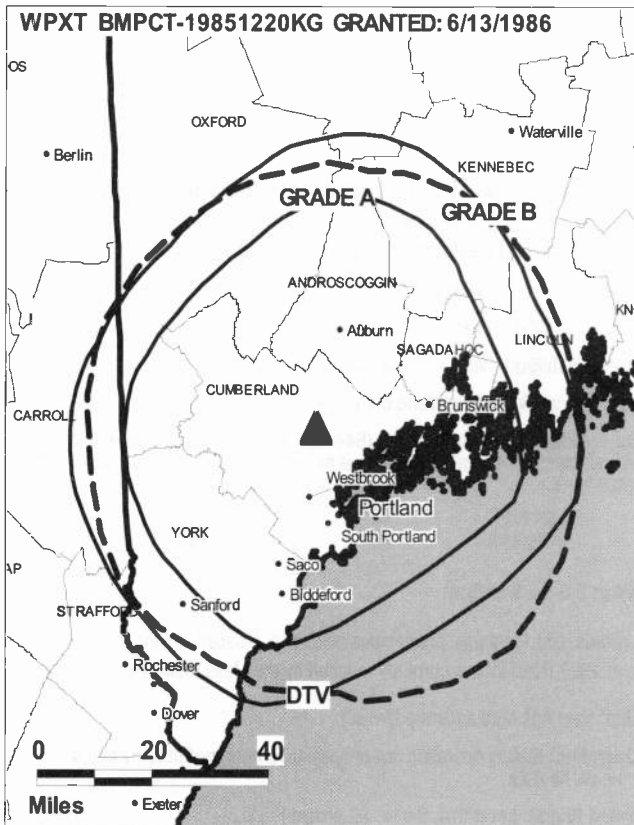 WPXT BMPCT-19851220KG GRANTED: 6/13/1986
OS
OXFORD
Waterville
Berlin
KENNEBEC
GRADE A
GRADE B
ANDROSCOGGIN
KN
Auburn
LINCOLN
SAGADAHOC
CUMBERLAND
Brunswick
CARROLL
Westbrook
Portland
YORK
South Portland
AP
Saco
Biddeford
Sanford
STRAFFORD
Rochester
DTV
Dover
0 20 40
Miles
Exeter